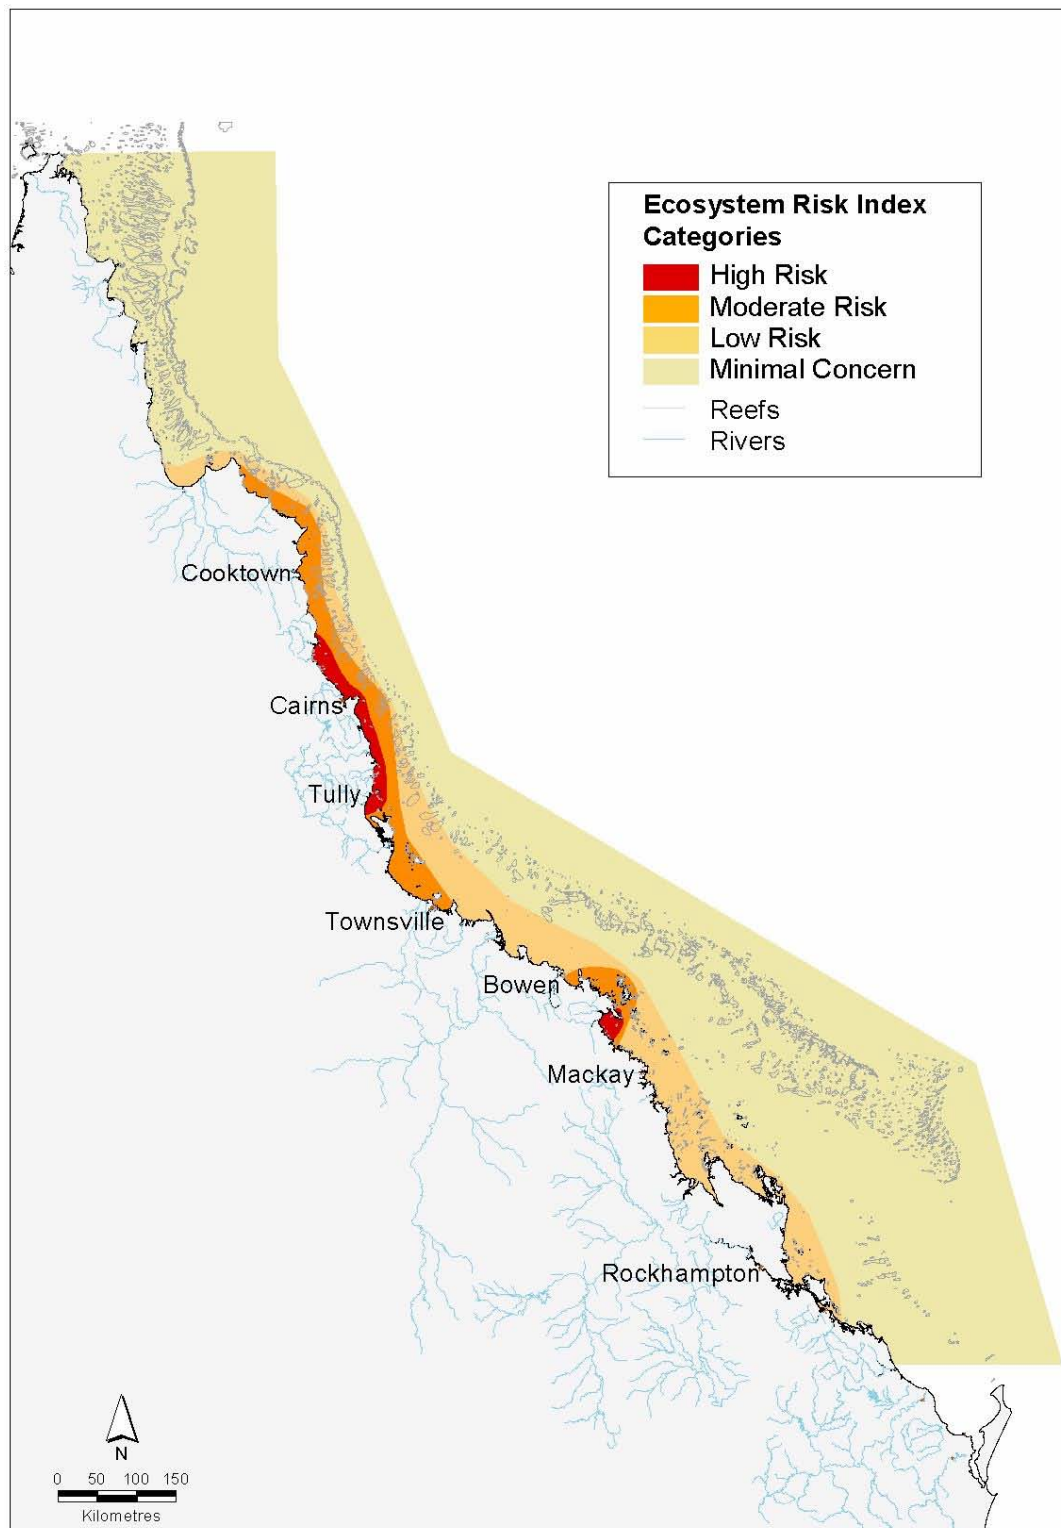 Ecosystem Risk Index
Categories
High Risk
Moderate Risk
Low Risk
Minimal Concern
Reefs
Rivers
Cooktown
Cairns
Tully
Townsville
Bowen
Mackay
Rockhampton
N
0 50 100 150
Kilometres